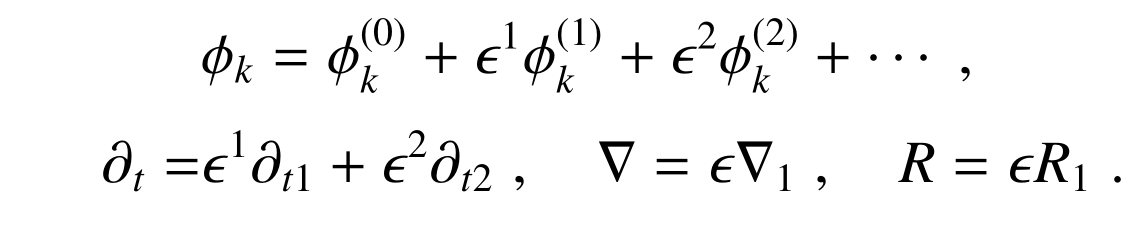 ϕ_k = ϕ_k^{(0)} + ϵ^1 ϕ_k^{(1)} + ϵ^2 ϕ_k^{(2)} + ⋯ ,
∂_t = ϵ^1 ∂_{t1} + ϵ^2 ∂_{t2} , ∇ = ϵ∇_1 , R = ϵR_1 .